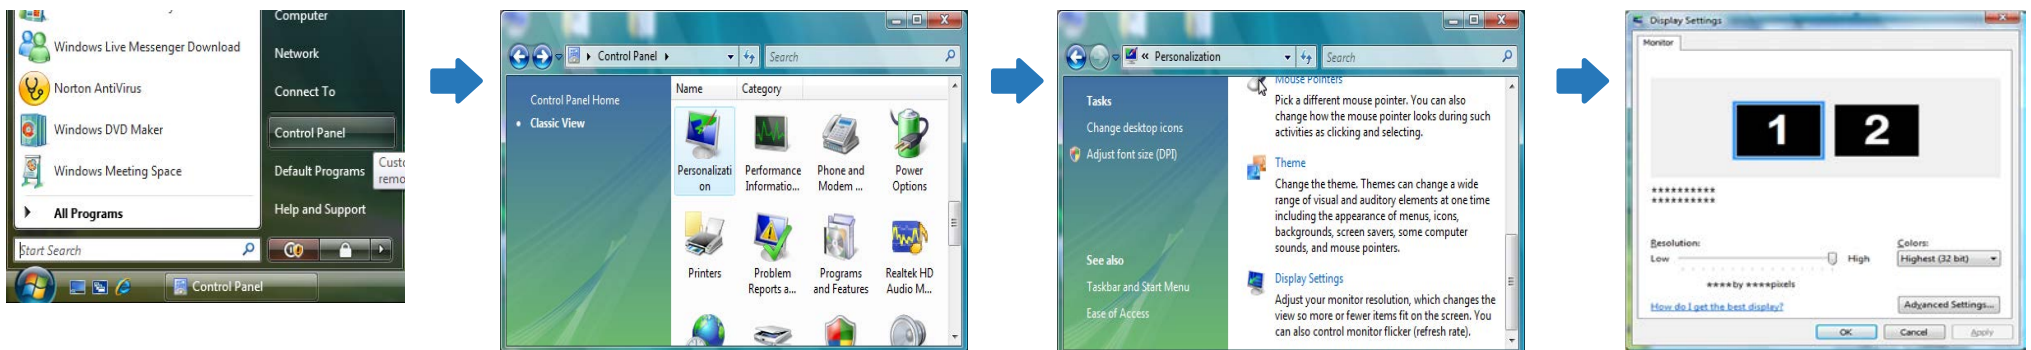 Computer
Windows Live Messenger Download
Network
Norton AntiVirus
Connect To
Windows DVD Maker
Control Panel
Windows Meeting Space
Default Programs
All Programs
Help and Support
Start Search
Control Panel
Control Panel
Search
Control Panel Home
Classic View
Name
Category
Personalizati
on
Performance
Informatio...
Phone and
Modem ...
Power
Options
Printers
Problem
Reports a...
Programs
and Features
Realtek HD
Audio M...
« Personalization
Search
Tasks
Change desktop icons
Adjust font size (DPI)
See also
Taskbar and Start Menu
Ease of Access
Mouse Pointers
Pick a different mouse pointer. You can also
change how the mouse pointer looks during such
activities as clicking and selecting.
Theme
Change the theme. Themes can change a wide
range of visual and auditory elements at one time
including the appearance of menus, icons,
backgrounds, screen savers, some computer
sounds, and mouse pointers.
Display Settings
Adjust your monitor resolution, which changes the
view so more or fewer items fit on the screen. You
can also control monitor flicker (refresh rate).
Display Settings
Monitor
1
2
**********
**********
Resolution:
Low
High
****by ****pixels
Colors:
Highest (32 bit)
How do I get the best display?
Advanced Settings...
OK
Cancel
Apply